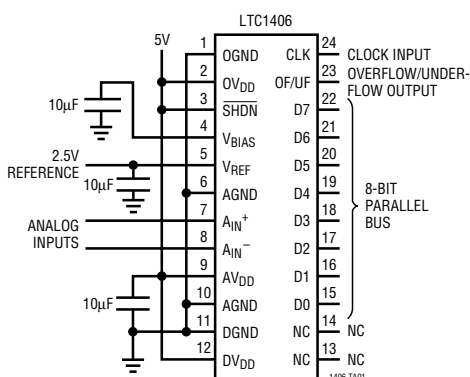 LTC1406
5V
1 OGND CLK 24 CLOCK INPUT
2 OVDD OF/UF 23 OVERFLOW/UNDER-
FLOW OUTPUT
3 SHDN D7 22
10µF
4 VBIAS D6 21
2.5V
REFERENCE
5 VREF D5 20
10µF
6 AGND D4 19
8-BIT
PARALLEL
BUS
ANALOG
INPUTS
7 AIN+ D3 18
8 AIN− D2 17
9 AVDD D1 16
10µF
10 AGND D0 15
11 DGND NC 14 NC
12 DVDD NC 13 NC
1406 TA01